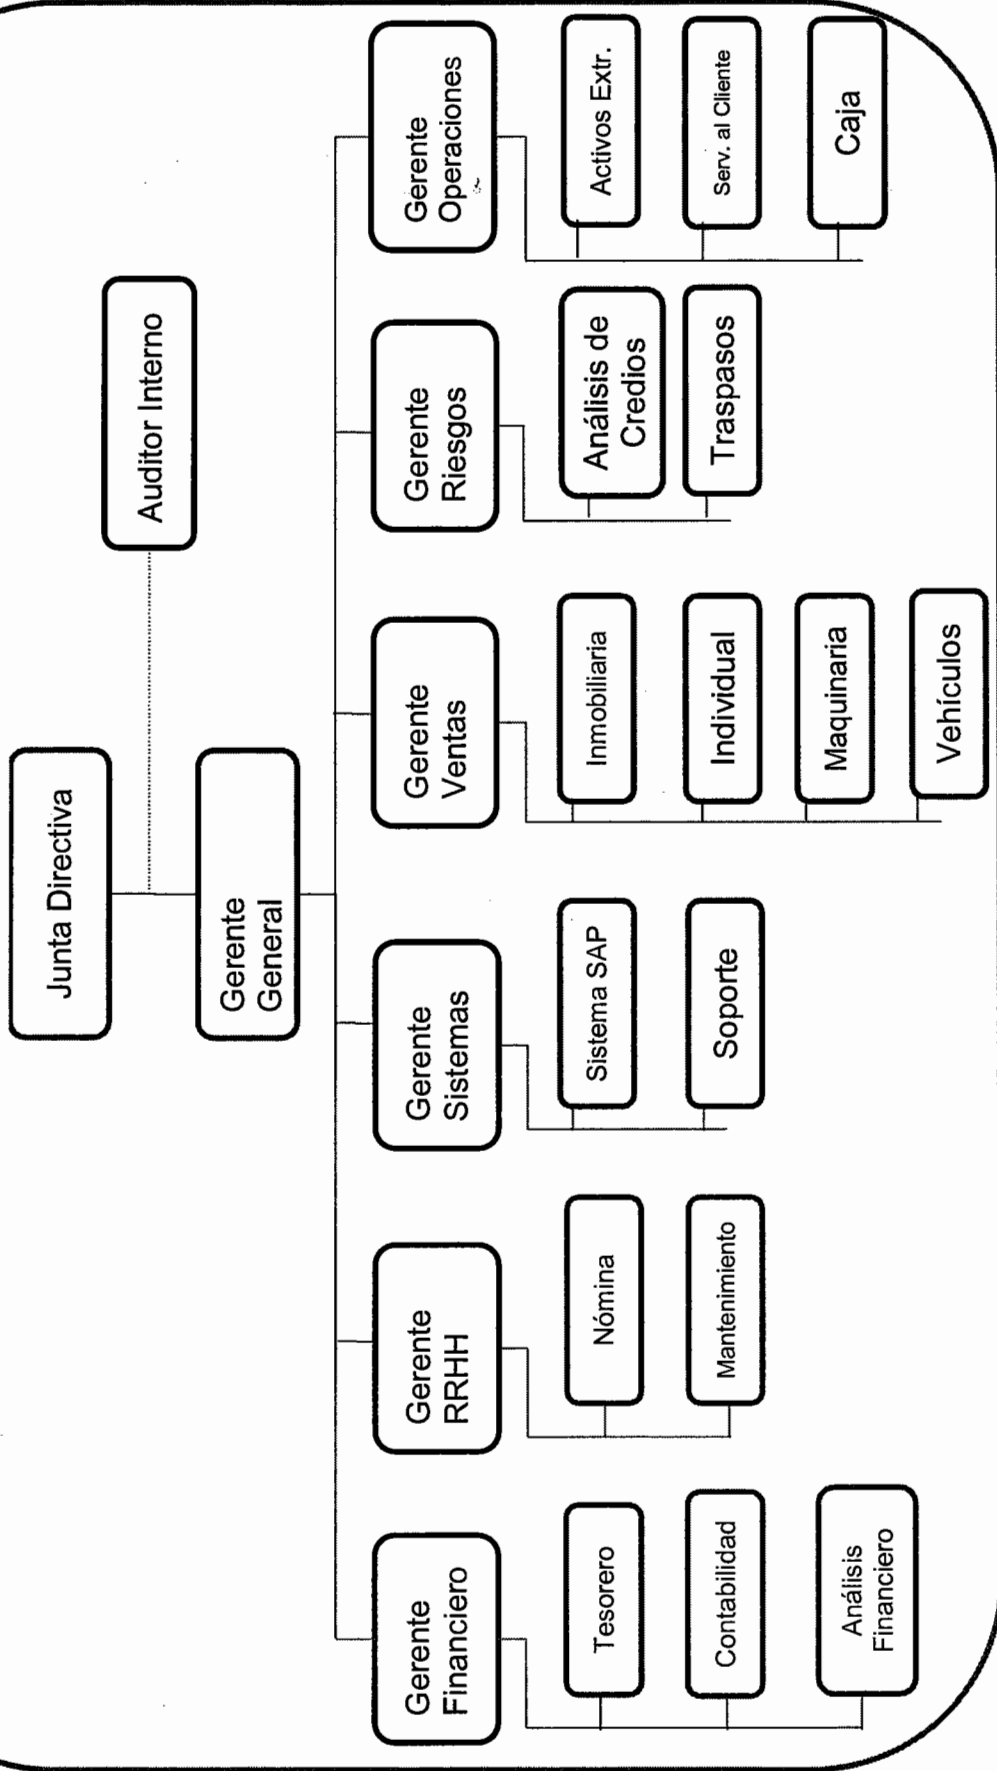 Junta Directiva
Auditor Interno
Gerente
General
Gerente
Financiero
Gerente
RRHH
Gerente
Sistemas
Gerente
Ventas
Gerente
Riesgos
Gerente
Operaciones
Tesorero
Contabilidad
Análisis
Financiero
Nómina
Mantenimiento
Sistema SAP
Soporte
Inmobiliaria
Individual
Maquinaria
Vehículos
Análisis de
Credios
Traspasos
Activos Extr.
Serv. al Cliente
Caja